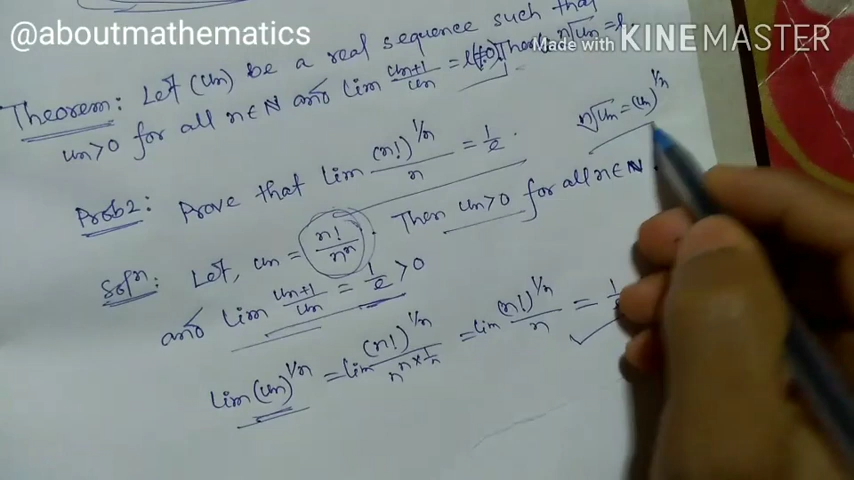 @aboutmathematics
Made with KINEMASTER
Theorem: Let (un) be a real sequence such that
un>0 for all n∈N and lim un+1/un = l(≠0). Then lim n√un = l.
n√un = (un)^1/n
Prob2: Prove that lim (n!)^1/n / n = 1/e.
Soln: Let, un = n!/n^n. Then un>0 for all n∈N.
and lim un+1/un = 1/e >0
lim (un)^1/n = lim (n!)^1/n / n^n×1/n = lim (n!)^1/n / n = 1/